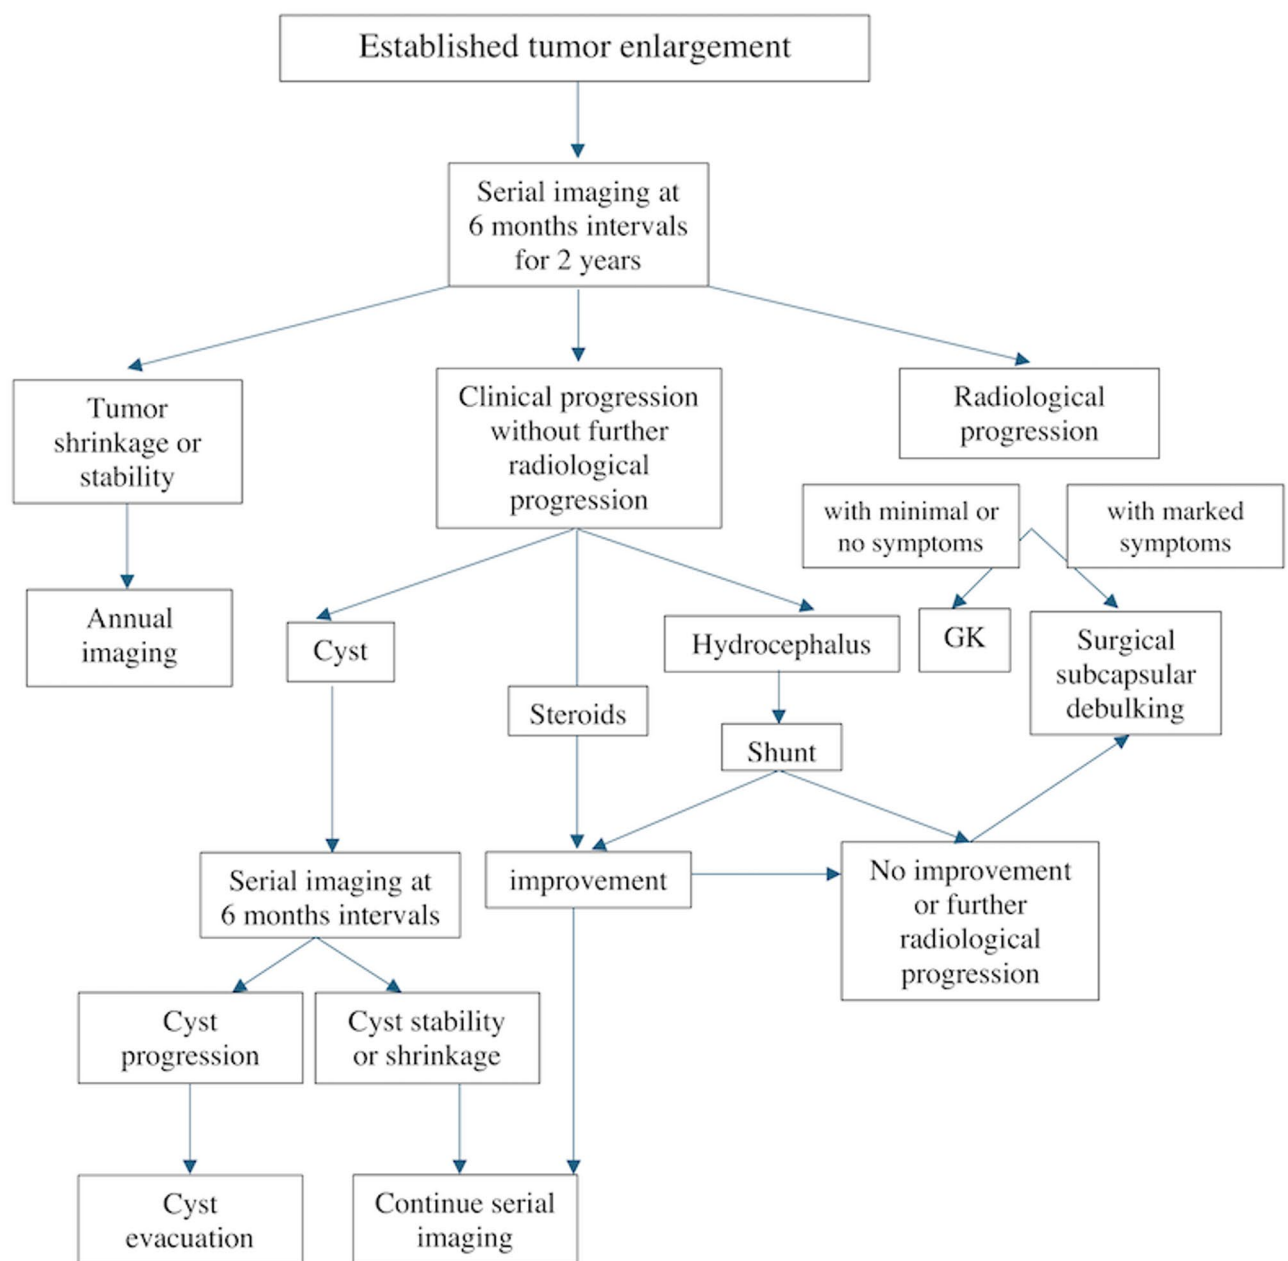 Established tumor enlargement
Serial imaging at
6 months intervals
for 2 years
Tumor
shrinkage or
stability
Clinical progression
without further
radiological
progression
Radiological
progression
with minimal or
no symptoms
with marked
symptoms
Annual
imaging
Cyst
Hydrocephalus
GK
Surgical
subcapsular
debulking
Steroids
Shunt
Serial imaging at
6 months intervals
improvement
No improvement
or further
radiological
progression
Cyst
progression
Cyst stability
or shrinkage
Cyst
evacuation
Continue serial
imaging